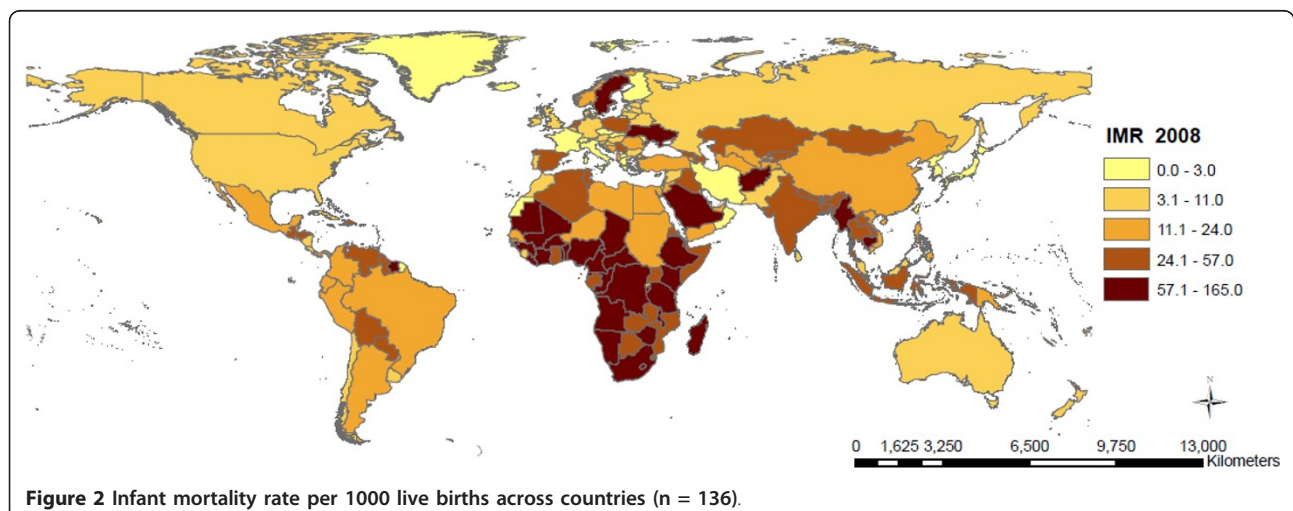 IMR 2008
0.0 - 3.0
3.1 - 11.0
11.1 - 24.0
24.1 - 57.0
57.1 - 165.0
N
0 1,625 3,250 6,500 9,750 13,000
Kilometers
Figure 2 Infant mortality rate per 1000 live births across countries (n = 136).